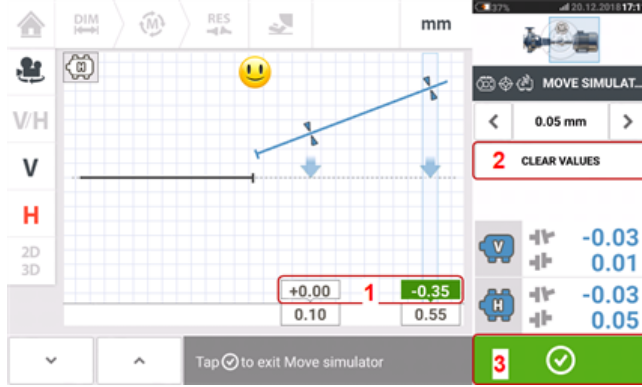 DIM
M
RES
mm
37%
20.12.2018 17:1
MOVE SIMULAT...
0.05 mm
2 CLEAR VALUES
H
V/H
V
H
2D
3D
V
-0.03
0.01
+0.00 1 -0.35
0.10 0.55
H
-0.03
0.05
Tap to exit Move simulator
3